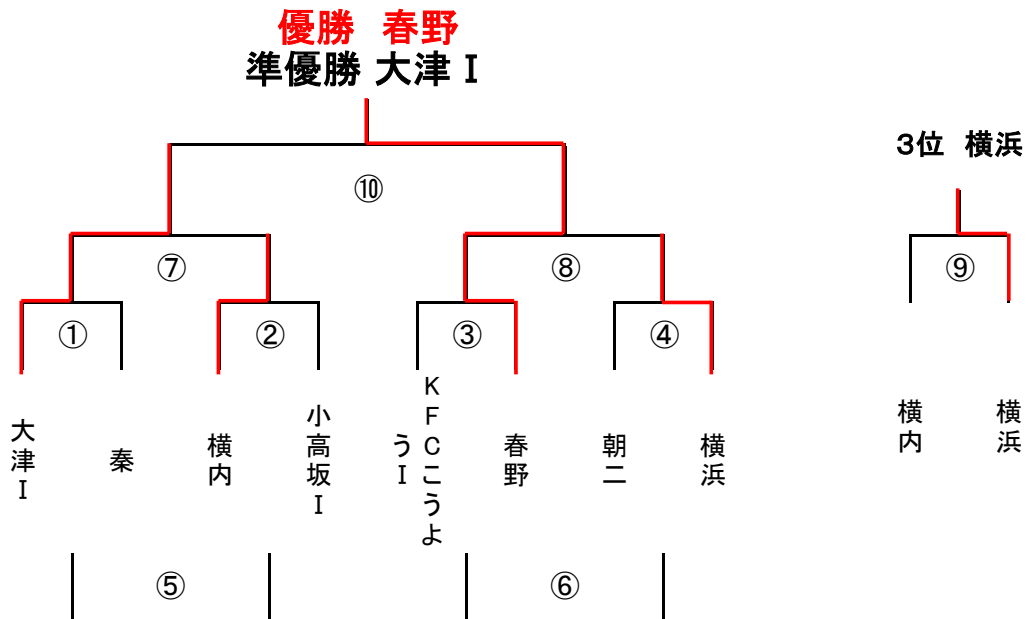 優勝 春野
準優勝 大津 I
3位 横浜
⑩
⑦
⑧
⑨
①
②
③
④
大津I
秦
横内
小高坂I
KFCこうようI
春野
朝二
横浜
横内
横浜
⑤
⑥